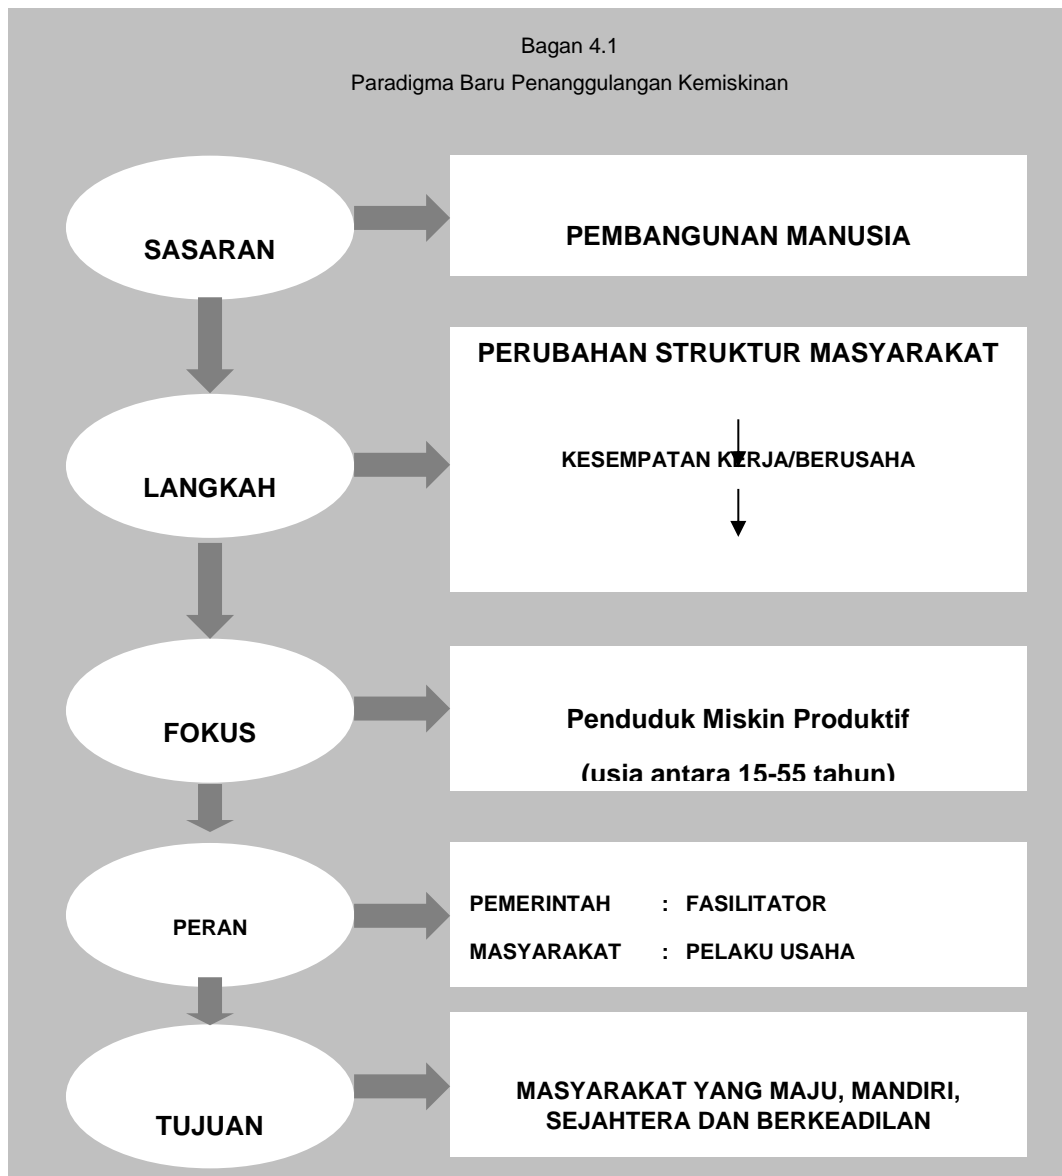 Bagan 4.1
Paradigma Baru Penanggulangan Kemiskinan
SASARAN
PEMBANGUNAN MANUSIA
LANGKAH
PERUBAHAN STRUKTUR MASYARAKAT
KESEMPATAN KERJA/BERUSAHA
FOKUS
Penduduk Miskin Produktif
(usia antara 15-55 tahun)
PERAN
PEMERINTAH : FASILITATOR
MASYARAKAT : PELAKU USAHA
TUJUAN
MASYARAKAT YANG MAJU, MANDIRI,
SEJAHTERA DAN BERKEADILAN